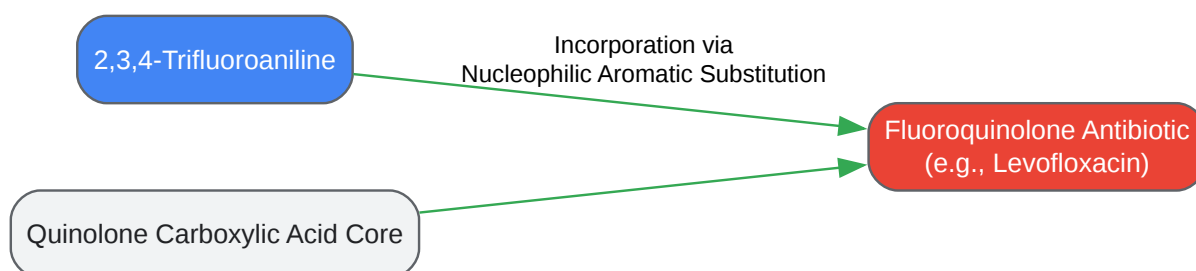 2,3,4-Trifluoroaniline
Incorporation via
Nucleophilic Aromatic Substitution
Fluoroquinolone Antibiotic
(e.g., Levofloxacin)
Quinolone Carboxylic Acid Core